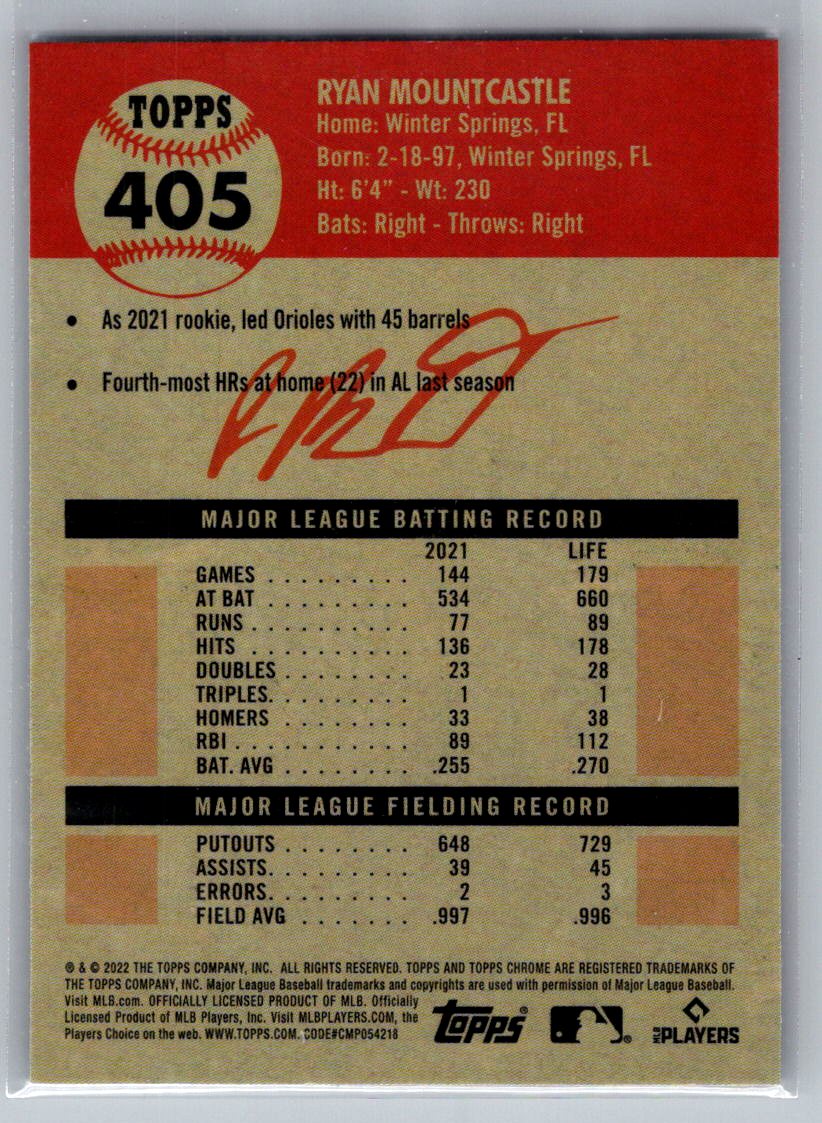 TOPPS
405
RYAN MOUNTCASTLE
Home: Winter Springs, FL
Born: 2-18-97, Winter Springs, FL
Ht: 6'4" - Wt: 230
Bats: Right - Throws: Right
• As 2021 rookie, led Orioles with 45 barrels
• Fourth-most HRs at home (22) in AL last season
MAJOR LEAGUE BATTING RECORD
2021 LIFE
GAMES . . . . . . . . . 144 179
AT BAT . . . . . . . . . 534 660
RUNS . . . . . . . . . . 77 89
HITS . . . . . . . . . . 136 178
DOUBLES . . . . . . . . 23 28
TRIPLES. . . . . . . . . 1 1
HOMERS . . . . . . . . 33 38
RBI . . . . . . . . . . . 89 112
BAT. AVG . . . . . . . . .255 .270
MAJOR LEAGUE FIELDING RECORD
PUTOUTS . . . . . . . . 648 729
ASSISTS. . . . . . . . . 39 45
ERRORS. . . . . . . . . 2 3
FIELD AVG . . . . . . . .997 .996
® & © 2022 THE TOPPS COMPANY, INC. ALL RIGHTS RESERVED. TOPPS AND TOPPS CHROME ARE REGISTERED TRADEMARKS OF
THE TOPPS COMPANY, INC. Major League Baseball trademarks and copyrights are used with permission of Major League Baseball.
Visit MLB.com. OFFICIALLY LICENSED PRODUCT OF MLB. Officially
Licensed Product of MLB Players, Inc. Visit MLBPLAYERS.COM, the
Players Choice on the web. WWW.TOPPS.COM. CODE#CMP054218
topps®
MLB PLAYERS